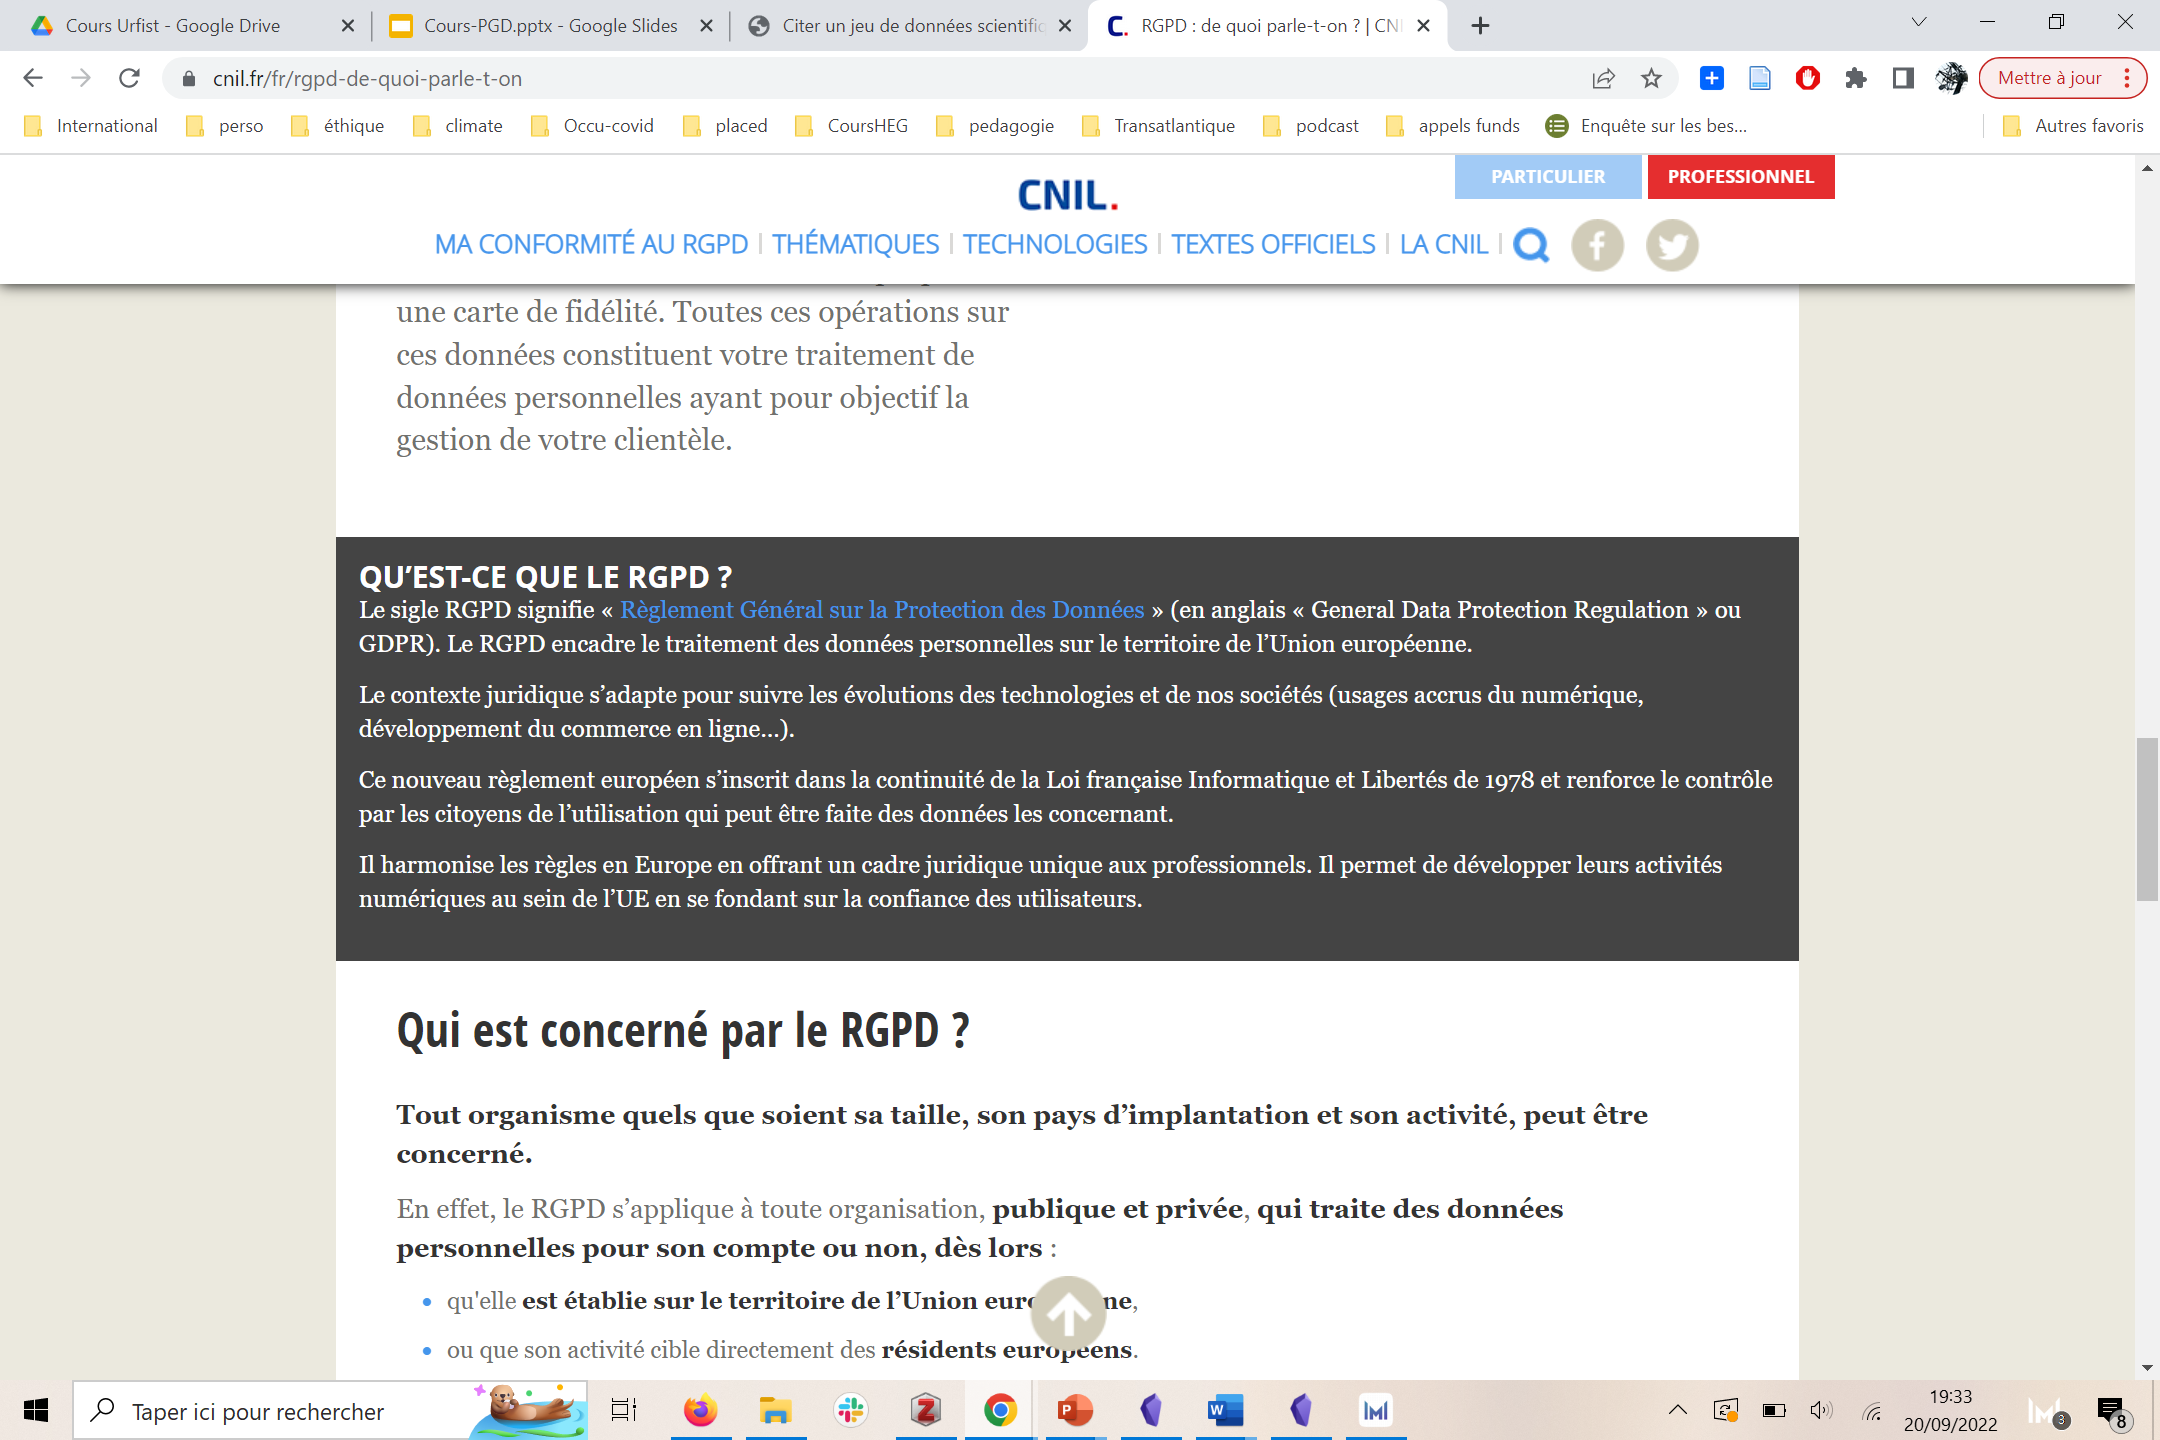 Cours Urfist - Google Drive
Cours-PGD.pptx - Google Slides
Citer un jeu de données scientifi
RGPD : de quoi parle-t-on ? | CN
cnil.fr/fr/rgpd-de-quoi-parle-t-on
Mettre à jour
International
perso
éthique
climate
Occu-covid
placed
CoursHEG
pedagogie
Transatlantique
podcast
appels funds
Enquête sur les bes...
Autres favoris
PARTICULIER
PROFESSIONNEL
CNIL.
MA CONFORMITÉ AU RGPD | THÉMATIQUES | TECHNOLOGIES | TEXTES OFFICIELS | LA CNIL |
une carte de fidélité. Toutes ces opérations sur
ces données constituent votre traitement de
données personnelles ayant pour objectif la
gestion de votre clientèle.
QU’EST-CE QUE LE RGPD ?
Le sigle RGPD signifie « Règlement Général sur la Protection des Données » (en anglais « General Data Protection Regulation » ou
GDPR). Le RGPD encadre le traitement des données personnelles sur le territoire de l’Union européenne.
Le contexte juridique s’adapte pour suivre les évolutions des technologies et de nos sociétés (usages accrus du numérique,
développement du commerce en ligne…).
Ce nouveau règlement européen s’inscrit dans la continuité de la Loi française Informatique et Libertés de 1978 et renforce le contrôle
par les citoyens de l’utilisation qui peut être faite des données les concernant.
Il harmonise les règles en Europe en offrant un cadre juridique unique aux professionnels. Il permet de développer leurs activités
numériques au sein de l’UE en se fondant sur la confiance des utilisateurs.
Qui est concerné par le RGPD ?
Tout organisme quels que soient sa taille, son pays d’implantation et son activité, peut être
concerné.
En effet, le RGPD s’applique à toute organisation, publique et privée, qui traite des données
personnelles pour son compte ou non, dès lors :
qu'elle est établie sur le territoire de l’Union euro ne,
ou que son activité cible directement des résidents européens.
Taper ici pour rechercher
19:33
20/09/2022
3
8